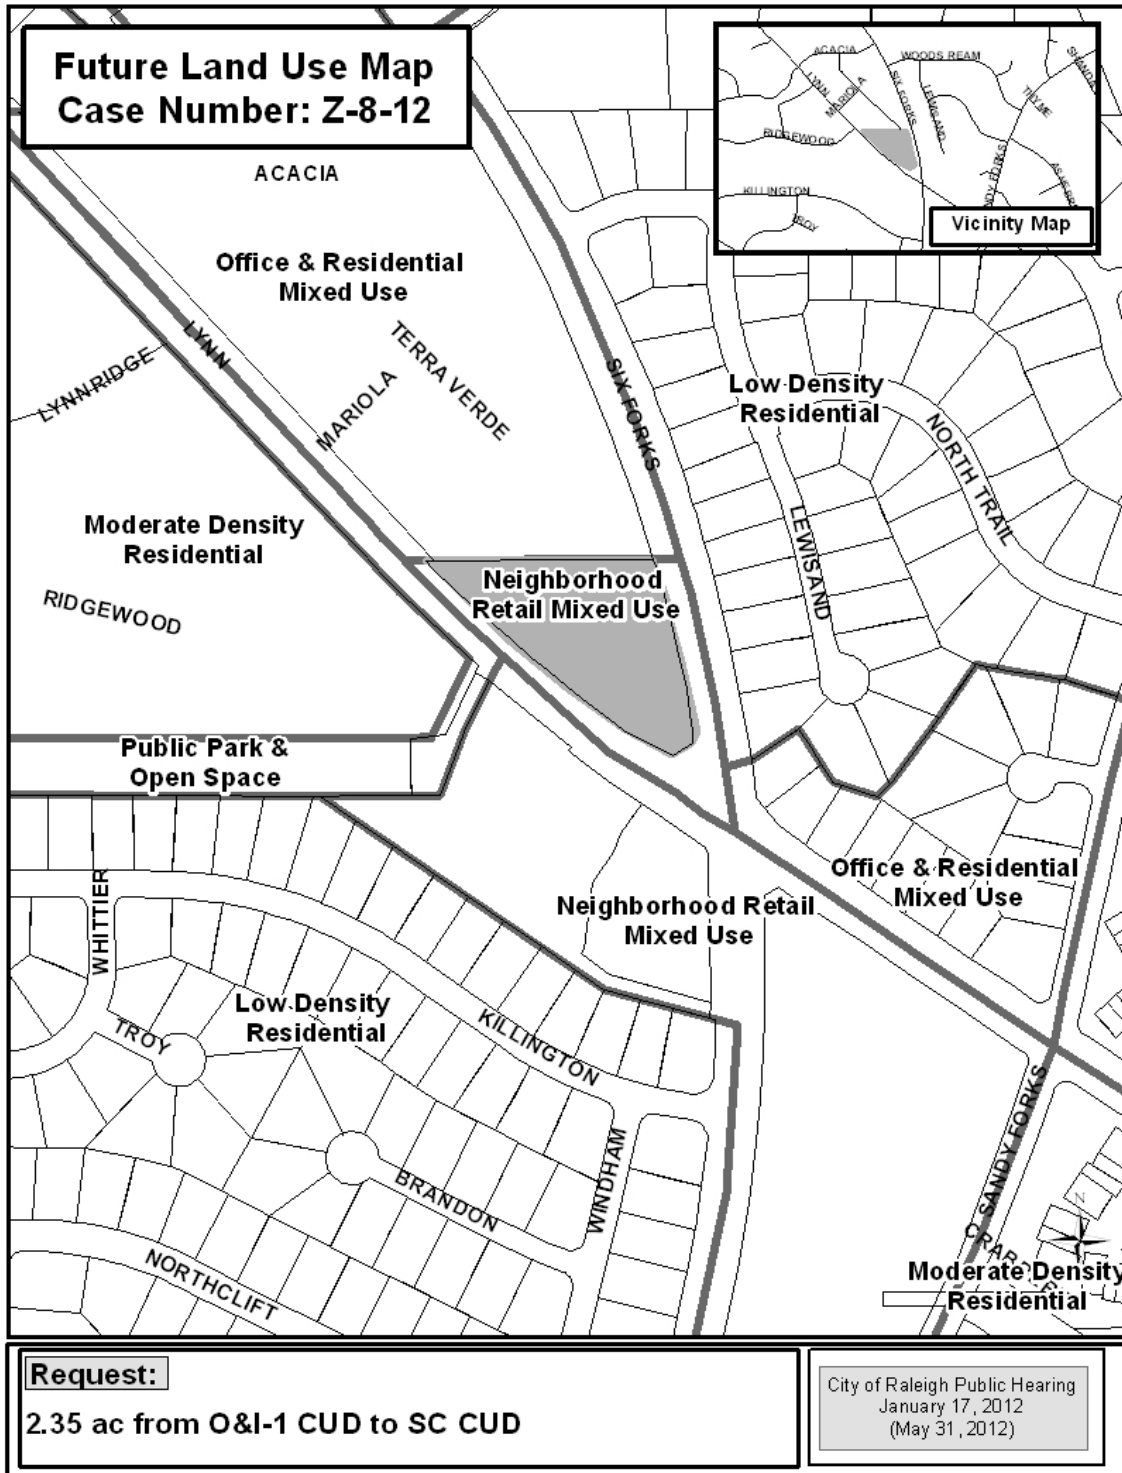 Future Land Use Map
Case Number: Z-8-12
ACACIA
WOODS REAM
LYNN
MARIOLA
SIX FORKS
LEWISAND
THYME
RIDGEWOOD
KILLINGTON
TROY
Vicinity Map
ACACIA
Office & Residential
Mixed Use
LYNN
LYNNRIDGE
MARIOLA
TERRA VERDE
SIX FORKS
Low Density
Residential
NORTH TRAIL
LEWISAND
Moderate Density
Residential
RIDGEWOOD
Neighborhood
Retail Mixed Use
Public Park &
Open Space
Office & Residential
Mixed Use
Neighborhood Retail
Mixed Use
WHITTIER
Low Density
Residential
TROY
KILLINGTON
WINDHAM
BRANDON
NORTHCLIFT
SANDY FORKS
N
Moderate Density
Residential
Request:
2.35 ac from O&I-1 CUD to SC CUD
City of Raleigh Public Hearing
January 17, 2012
(May 31, 2012)